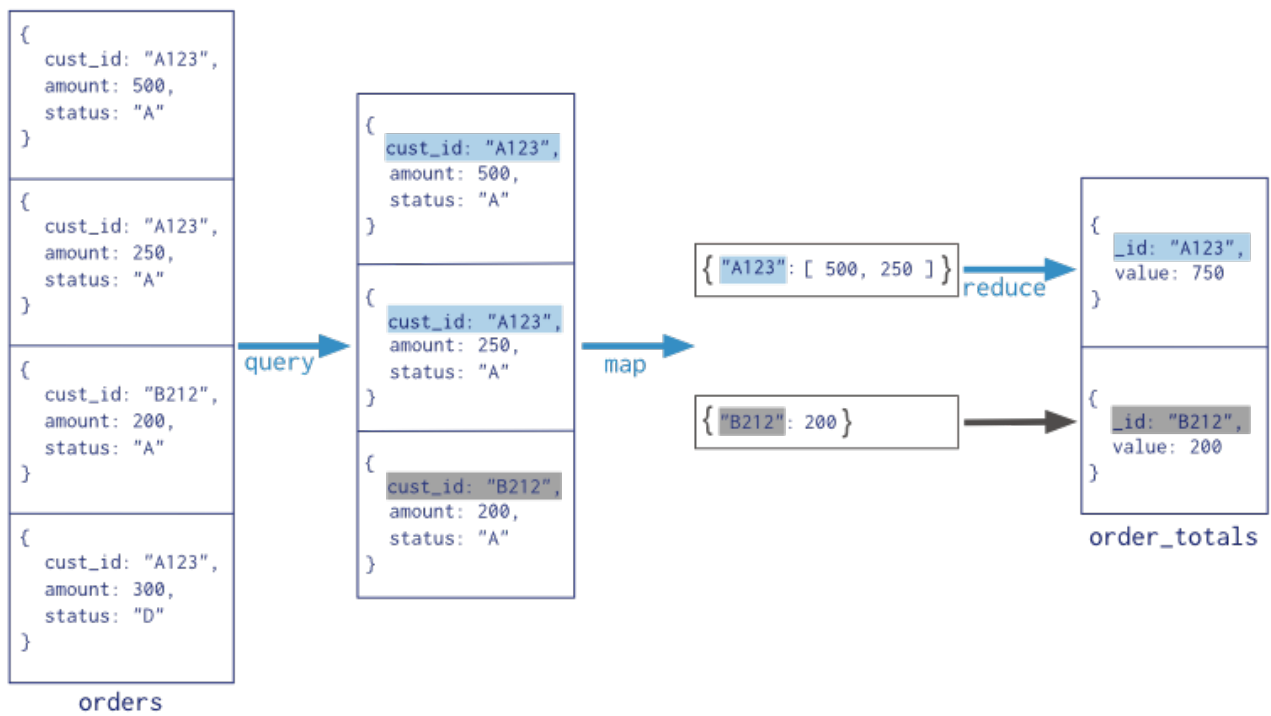 {
cust_id: "A123",
amount: 500,
status: "A"
}
{
cust_id: "A123",
amount: 250,
status: "A"
}
{
cust_id: "B212",
amount: 200,
status: "A"
}
{
cust_id: "A123",
amount: 300,
status: "D"
}
orders
query
{
cust_id: "A123",
amount: 500,
status: "A"
}
{
cust_id: "A123",
amount: 250,
status: "A"
}
{
cust_id: "B212",
amount: 200,
status: "A"
}
map
{ "A123": [ 500, 250 ] }
reduce
{ "B212": 200 }
{
_id: "A123",
value: 750
}
{
_id: "B212",
value: 200
}
order_totals